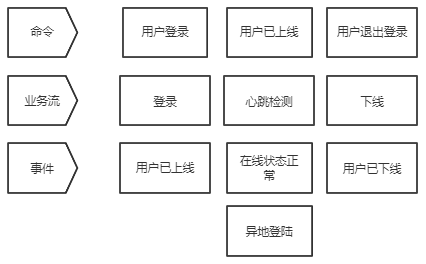 命令
用户登录
用户已上线
用户退出登录
业务流
登录
心跳检测
下线
事件
用户已上线
在线状态正
常
用户已下线
异地登陆